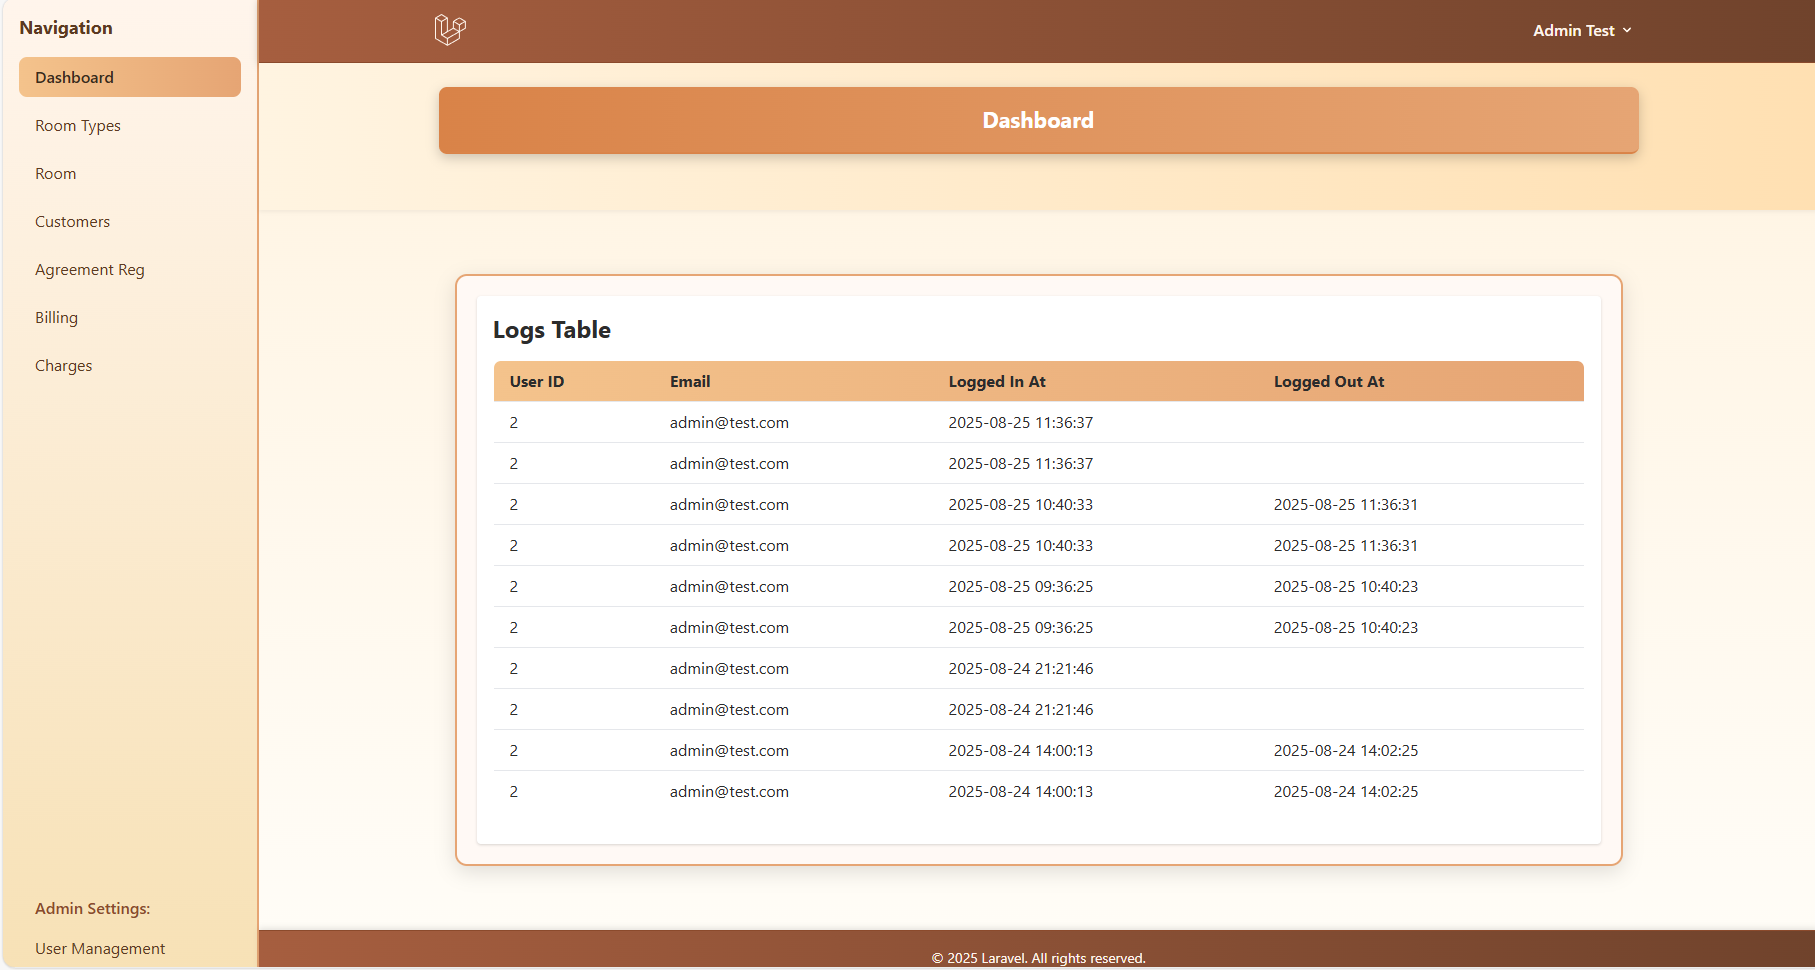 Navigation
Dashboard
Room Types
Room
Customers
Agreement Reg
Billing
Charges
Admin Settings:
User Management
Admin Test
Dashboard
Logs Table
User ID Email Logged In At Logged Out At
2 admin@test.com 2025-08-25 11:36:37
2 admin@test.com 2025-08-25 11:36:37
2 admin@test.com 2025-08-25 10:40:33 2025-08-25 11:36:31
2 admin@test.com 2025-08-25 10:40:33 2025-08-25 11:36:31
2 admin@test.com 2025-08-25 09:36:25 2025-08-25 10:40:23
2 admin@test.com 2025-08-25 09:36:25 2025-08-25 10:40:23
2 admin@test.com 2025-08-24 21:21:46
2 admin@test.com 2025-08-24 21:21:46
2 admin@test.com 2025-08-24 14:00:13 2025-08-24 14:02:25
2 admin@test.com 2025-08-24 14:00:13 2025-08-24 14:02:25
© 2025 Laravel. All rights reserved.